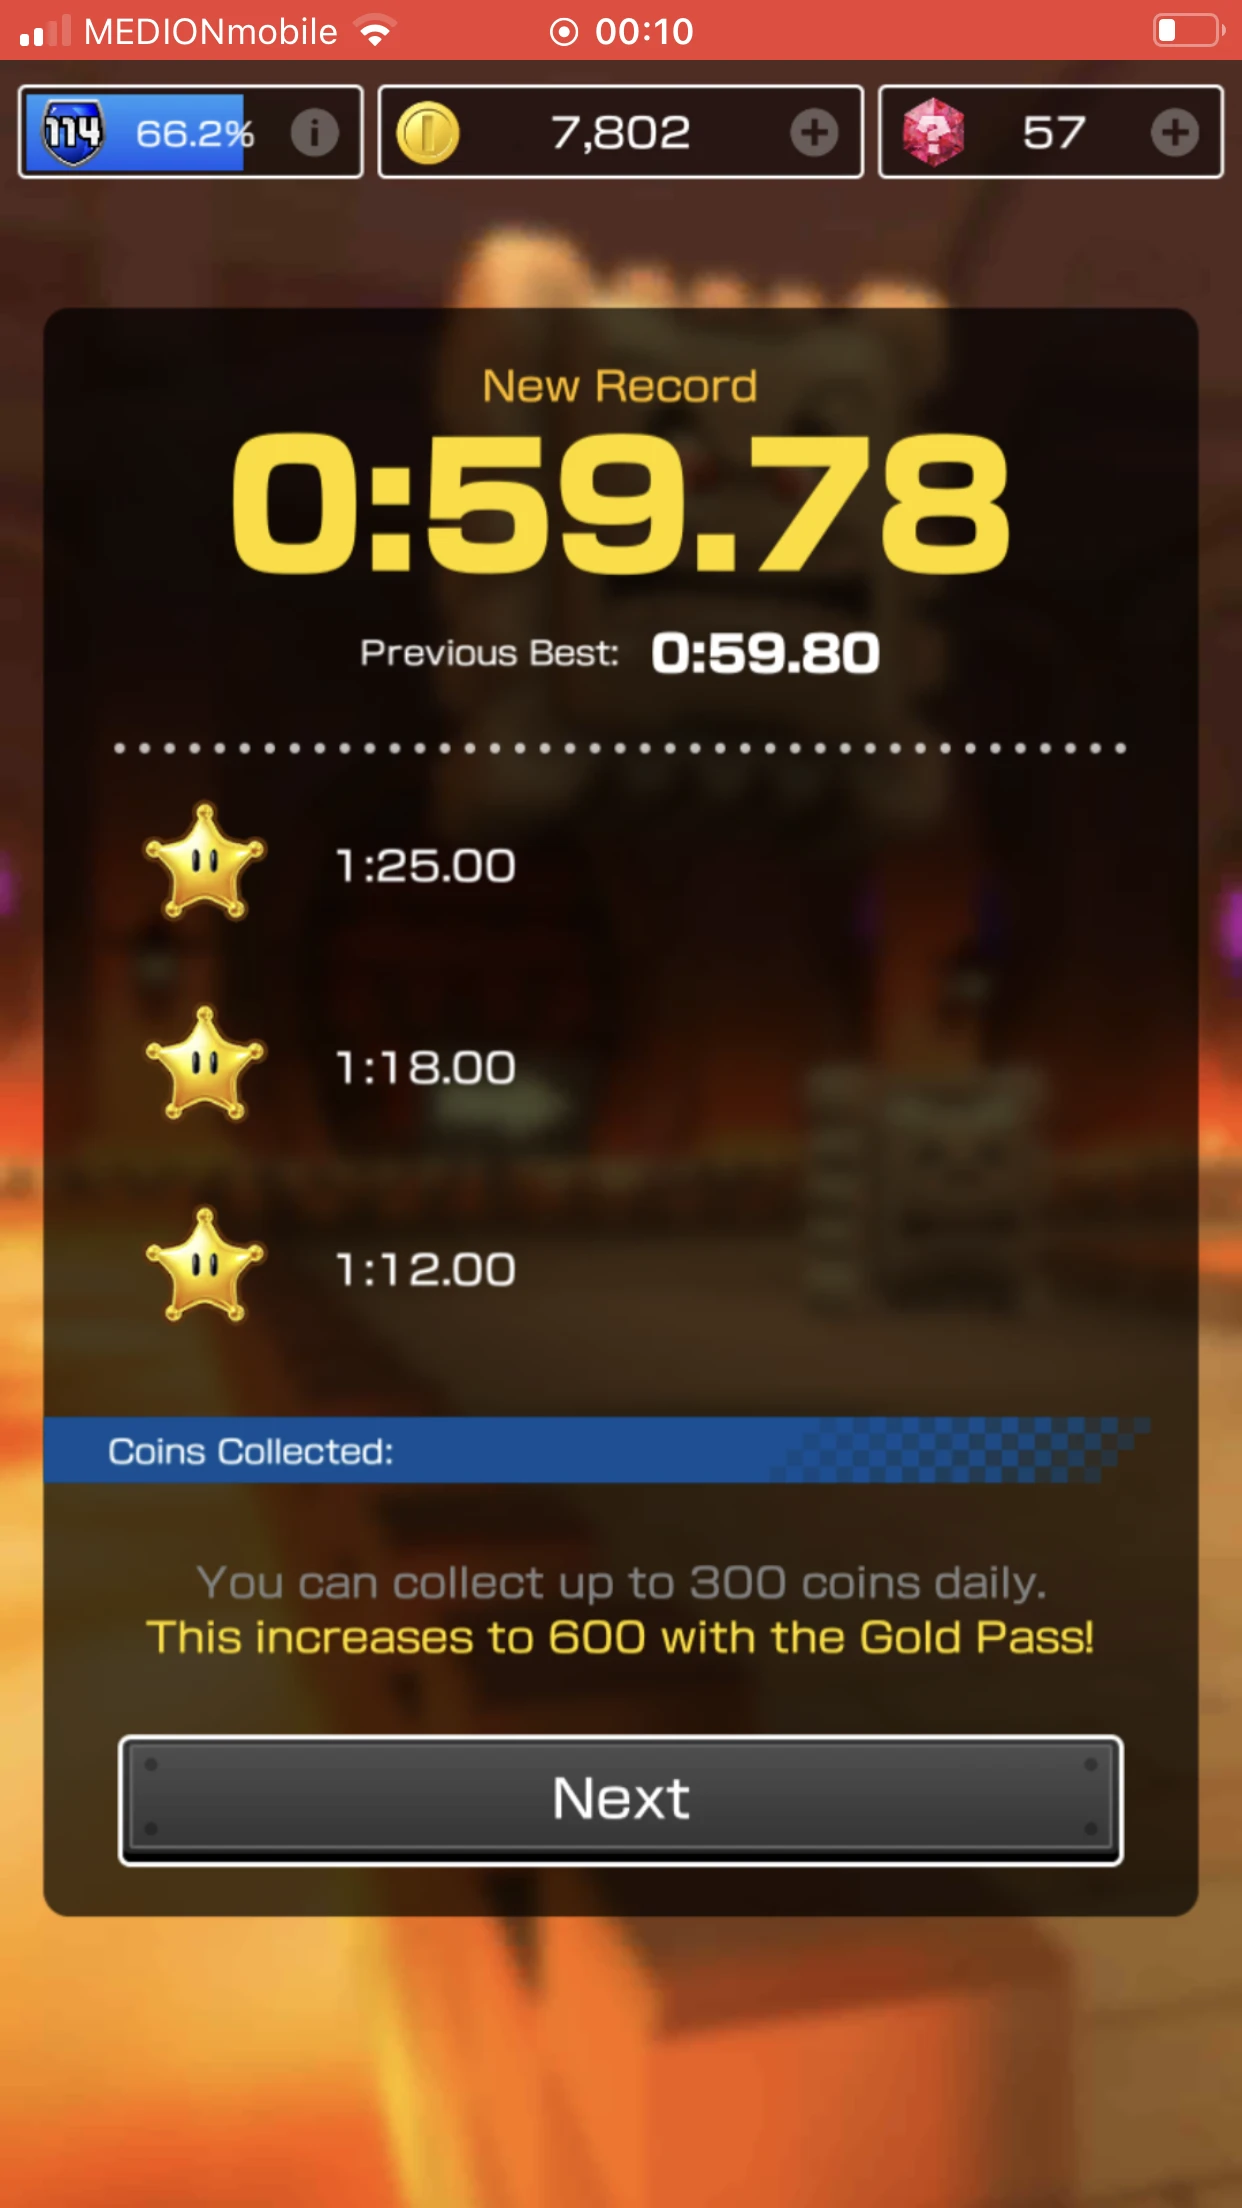 MEDIONmobile 00:10
114 66.2% i 7,802 + ? 57 +
New Record
0:59.78
Previous Best: 0:59.80
1:25.00
1:18.00
1:12.00
Coins Collected:
You can collect up to 300 coins daily.
This increases to 600 with the Gold Pass!
Next